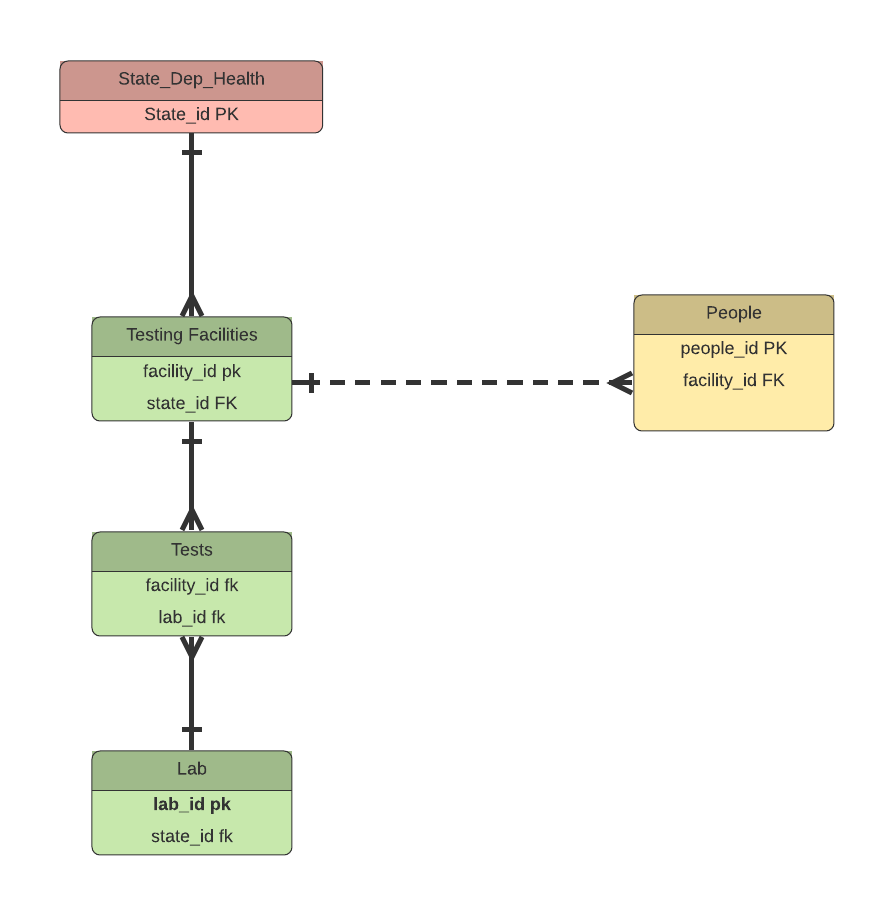 State_Dep_Health
State_id PK
Testing Facilities
facility_id pk
state_id FK
People
people_id PK
facility_id FK
Tests
facility_id fk
lab_id fk
Lab
lab_id pk
state_id fk